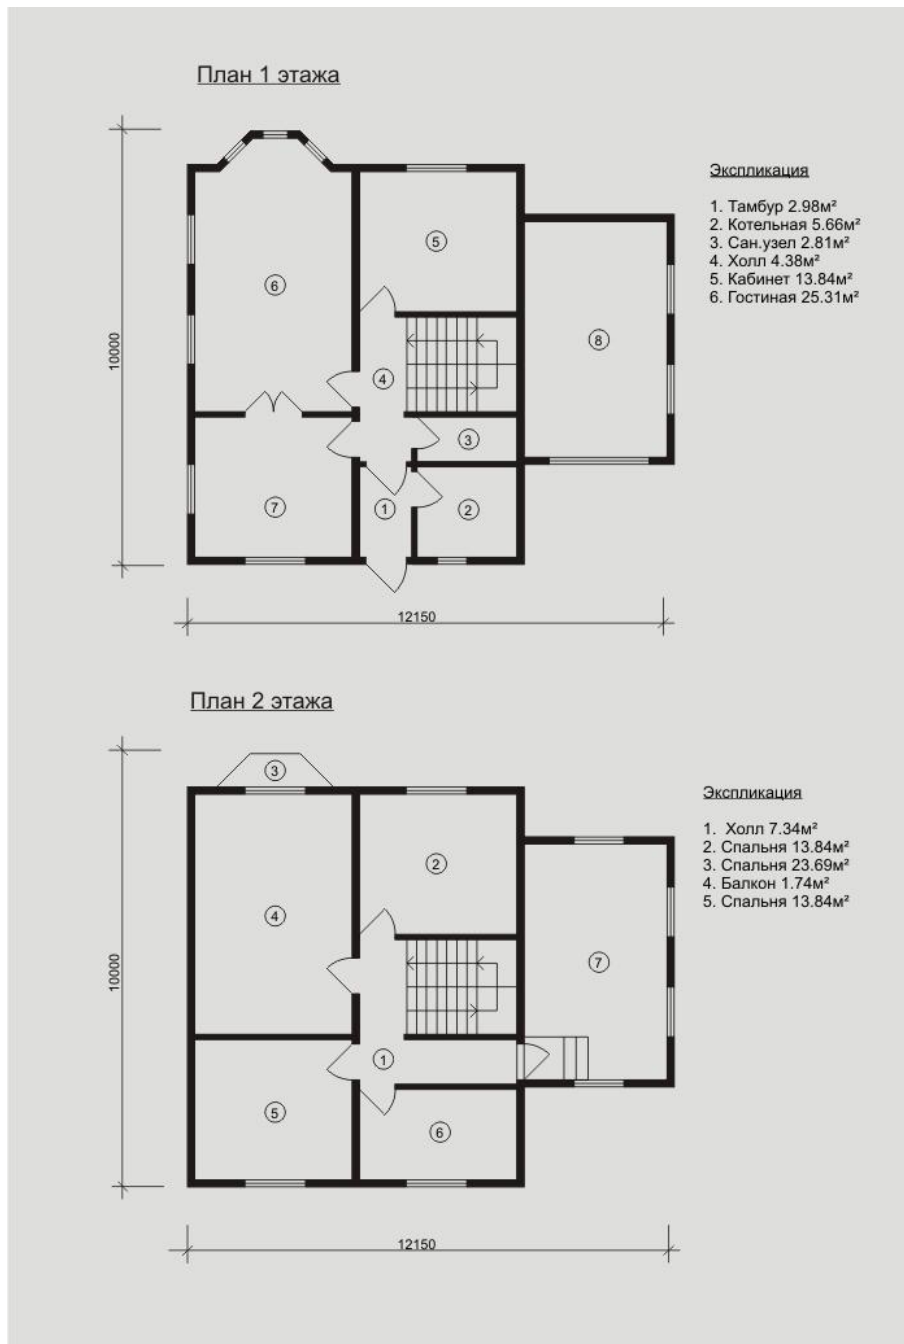 План 1 этажа
Экспликация
1. Тамбур 2.98м²
2. Котельная 5.66м²
3. Сан.узел 2.81м²
4. Холл 4.38м²
5. Кабинет 13.84м²
6. Гостиная 25.31м²
5
6
8
10000
4
3
7
1
2
12150
План 2 этажа
3
Экспликация
1. Холл 7.34м²
2. Спальня 13.84м²
3. Спальня 23.69м²
4. Балкон 1.74м²
5. Спальня 13.84м²
2
4
7
10000
1
5
6
12150